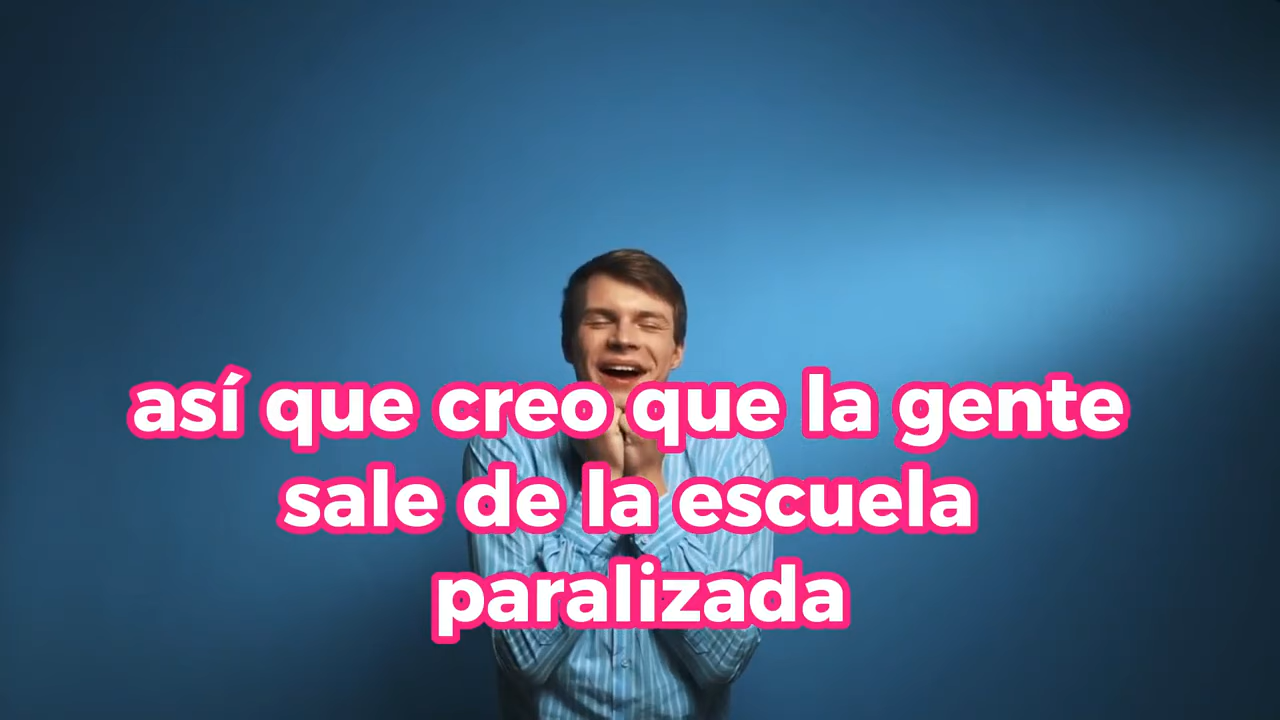 así que creo que la gente
sale de la escuela
paralizada